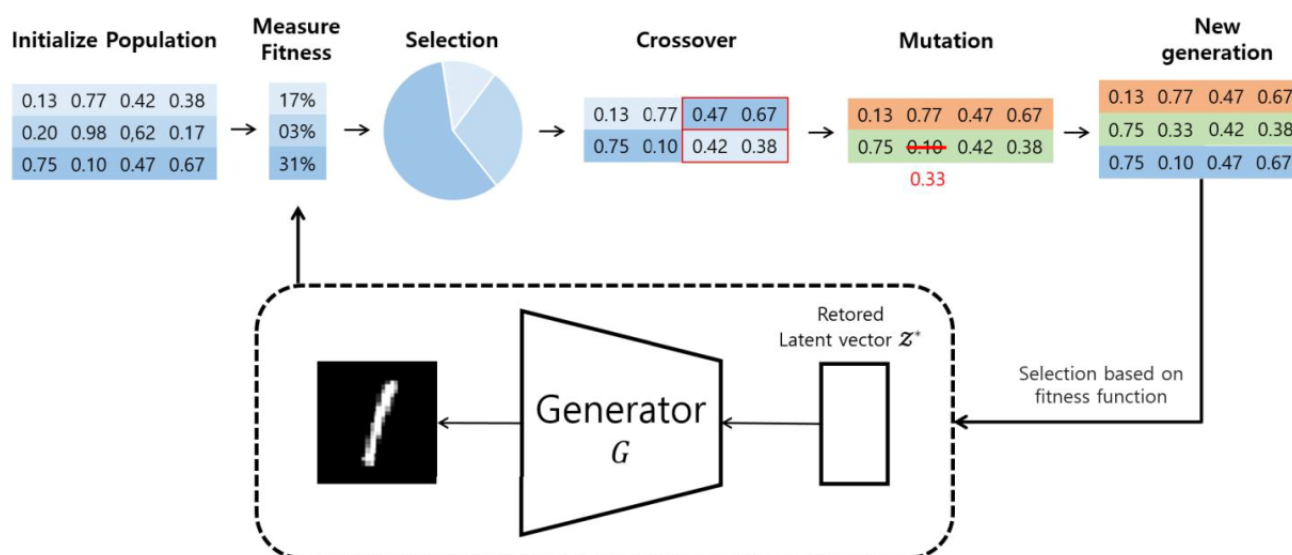 Initialize Population
0.13 0.77 0.42 0.38
0.20 0.98 0,62 0.17
0.75 0.10 0.47 0.67
Measure
Fitness
17%
03%
31%
Selection
Crossover
0.13 0.77 0.47 0.67
0.75 0.10 0.42 0.38
Mutation
0.13 0.77 0.47 0.67
0.75 0.10 0.42 0.38
0.33
New
generation
0.13 0.77 0.47 0.67
0.75 0.33 0.42 0.38
0.75 0.10 0.47 0.67
Generator
G
Retored
Latent vector z*
Selection based on
fitness function